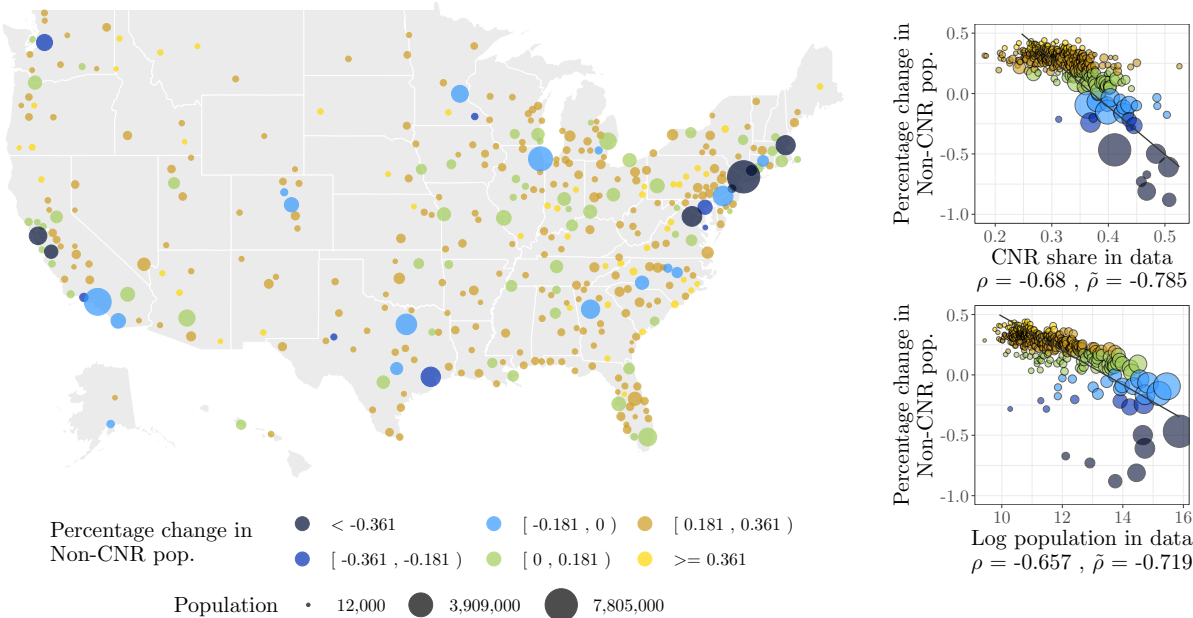 Percentage change in
Non-CNR pop.
0.5
0.0
-0.5
-1.0
0.2 0.3 0.4 0.5
CNR share in data
ρ = -0.68 , ρ̃ = -0.785
Percentage change in
Non-CNR pop.
0.5
0.0
-0.5
-1.0
10 12 14 16
Log population in data
ρ = -0.657 , ρ̃ = -0.719
Percentage change in
Non-CNR pop.
< -0.361 [ -0.181 , 0 ) [ 0.181 , 0.361 )
[ -0.361 , -0.181 ) [ 0 , 0.181 ) >= 0.361
Population 12,000 3,909,000 7,805,000